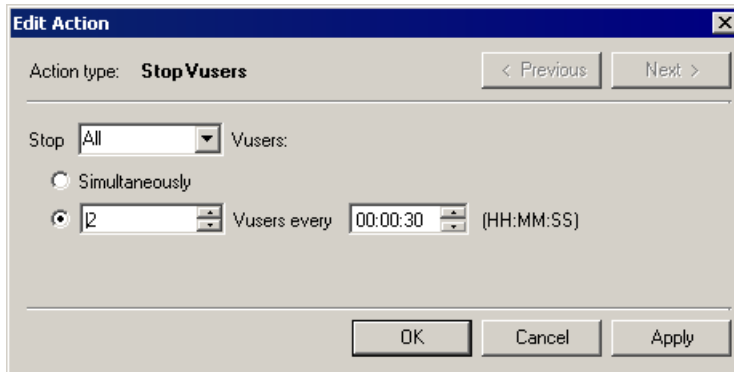 Edit Action
Action type: Stop Vusers < Previous Next >
Stop All Vusers:
Simultaneously
2 Vusers every 00:00:30 (HH:MM:SS)
OK Cancel Apply